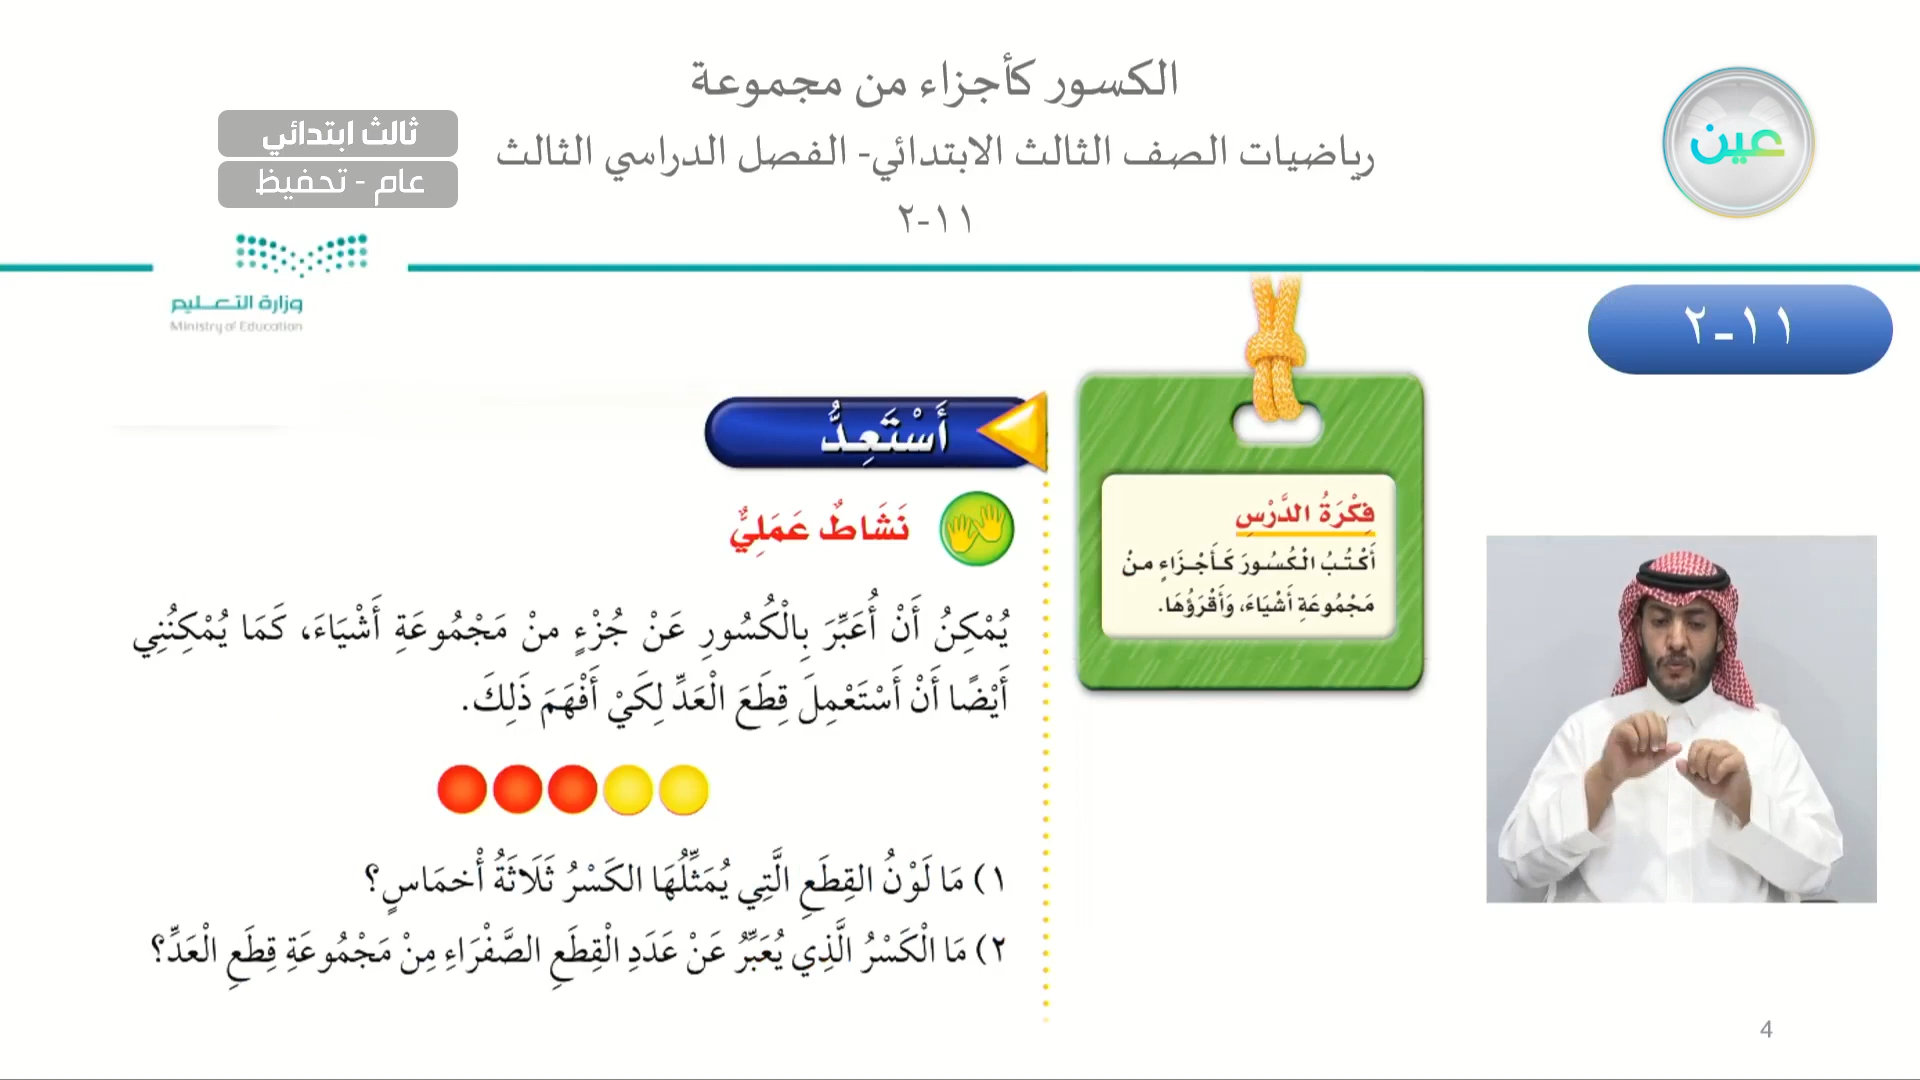 الكسور كأجزاء من مجموعة
رياضيات الصف الثالث الابتدائي- الفصل الدراسي الثالث
١١-٢
عين
ثالث ابتدائي
عام - تحفيظ
وزارة التعليم
Ministry of Education
١١-٢
فِكْرَةُ الدَّرْسِ
أَكْتُبُ الْكُسُورَ كَأَجْزَاءٍ مِنْ
مَجْمُوعَةِ أَشْيَاءَ، وَأَقْرَؤُهَا.
أَسْتَعِدُّ
نَشَاطٌ عَمَلِيٌّ
يُمْكِنُ أَنْ أُعَبِّرَ بِالْكُسُورِ عَنْ جُزْءٍ مِنْ مَجْمُوعَةِ أَشْيَاءَ، كَمَا يُمْكِنُنِي
أَيْضًا أَنْ أَسْتَعْمِلَ قِطَعَ الْعَدِّ لِكَيْ أَفْهَمَ ذَلِكَ.
١) مَا لَوْنُ القِطَعِ الَّتِي يُمَثِّلُهَا الكَسْرُ ثَلَاثَةُ أَخمَاسٍ؟
٢) مَا الْكَسْرُ الَّذِي يُعَبِّرُ عَنْ عَدَدِ الْقِطَعِ الصَّفْرَاءِ مِنْ مَجْمُوعَةِ قِطَعِ الْعَدِّ؟
4